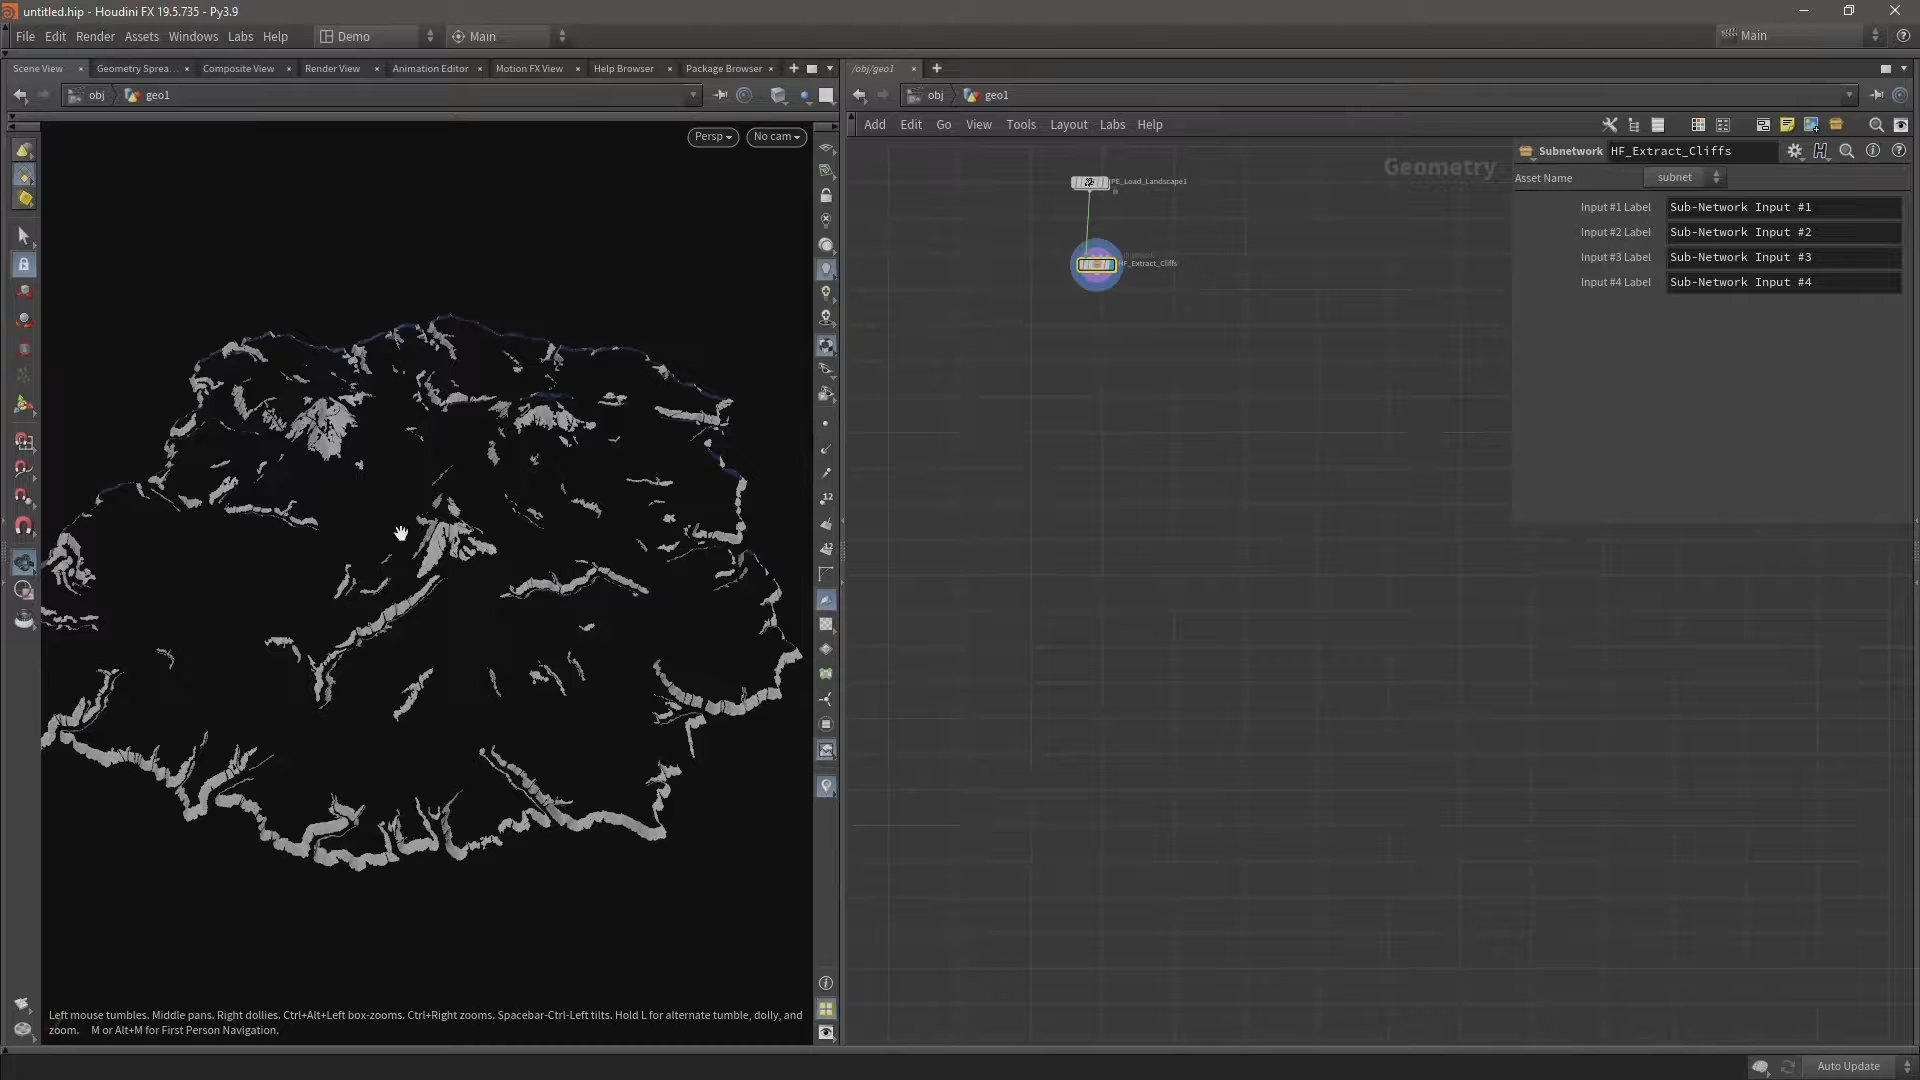 untitled.hip - Houdini FX 19.5.735 - Py3.9
File Edit Render Assets Windows Labs Help Demo Main Main
Scene View Geometry Sprea... Composite View Render View Animation Editor Motion FX View Help Browser Package Browser
/obj/geo1
obj geo1
obj geo1
Persp No cam
Add Edit Go View Tools Layout Labs Help
Geometry
Subnetwork HF_Extract_Cliffs
Asset Name subnet
Input #1 Label Sub-Network Input #1
Input #2 Label Sub-Network Input #2
Input #3 Label Sub-Network Input #3
Input #4 Label Sub-Network Input #4
PE_Load_Landscape1
HF_Extract_Cliffs
12
12
Left mouse tumbles. Middle pans. Right dollies. Ctrl+Alt+Left box-zooms. Ctrl+Right zooms. Spacebar-Ctrl-Left tilts. Hold L for alternate tumble, dolly, and
zoom. M or Alt+M for First Person Navigation.
Auto Update